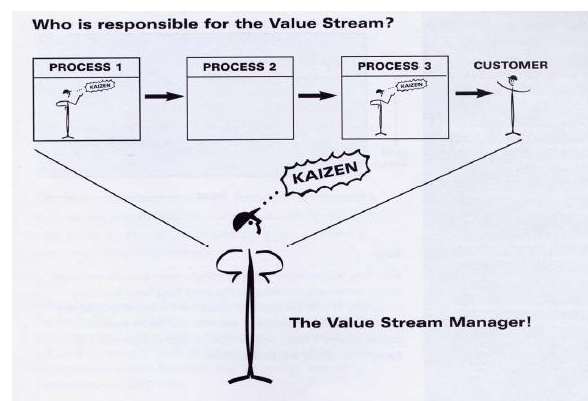 Who is responsible for the Value Stream?
PROCESS 1
PROCESS 2
PROCESS 3
CUSTOMER
KAIZEN
KAIZEN
KAIZEN
The Value Stream Manager!